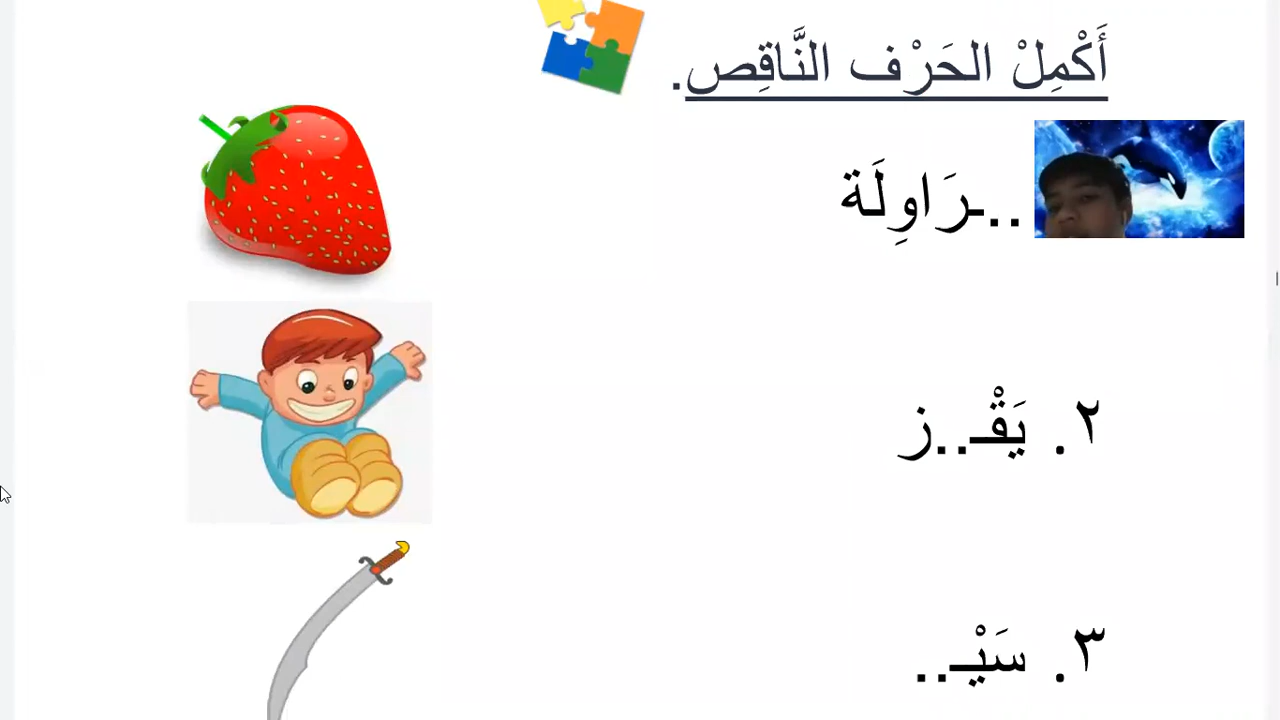 أَكْمِلْ الحَرْف النَّاقِص.
..ـرَاوِلَة
٢. يَقْـ..ز
٣. سَيْـ..